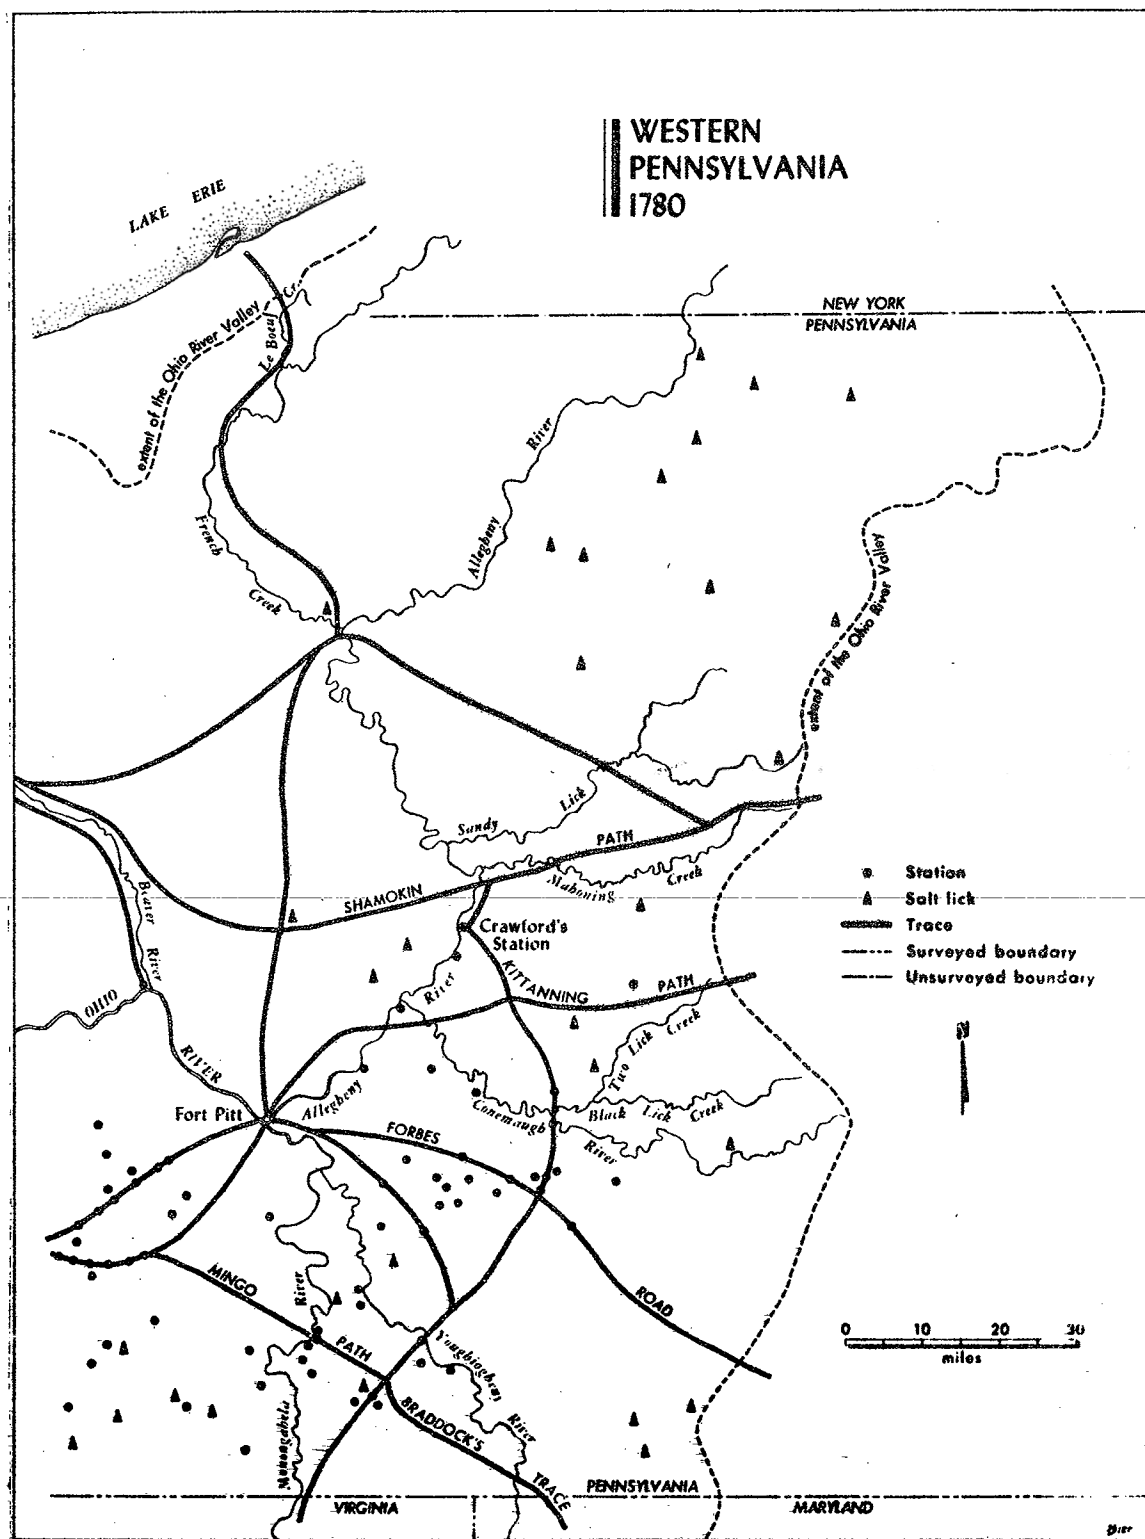 WESTERN
PENNSYLVANIA
1780
LAKE ERIE
NEW YORK
PENNSYLVANIA
extent of the Ohio River Valley
Le Boeuf Cr.
French Creek
Allegheny River
extent of the Ohio River Valley
Sandy Lick
SHAMOKIN PATH
Mahoning Creek
Beaver River
Crawford's
Station
KITTANNING PATH
River
OHIO RIVER
Two Lick Creek
Fort Pitt
Allegheny
Conemaugh River
Black Lick Creek
FORBES ROAD
MINGO PATH
River
Youghiogheny River
Monongahela
BRADDOCK'S TRACE
Station
Salt lick
Trace
Surveyed boundary
Unsurveyed boundary
N
0 10 20 30
miles
PENNSYLVANIA
VIRGINIA
MARYLAND